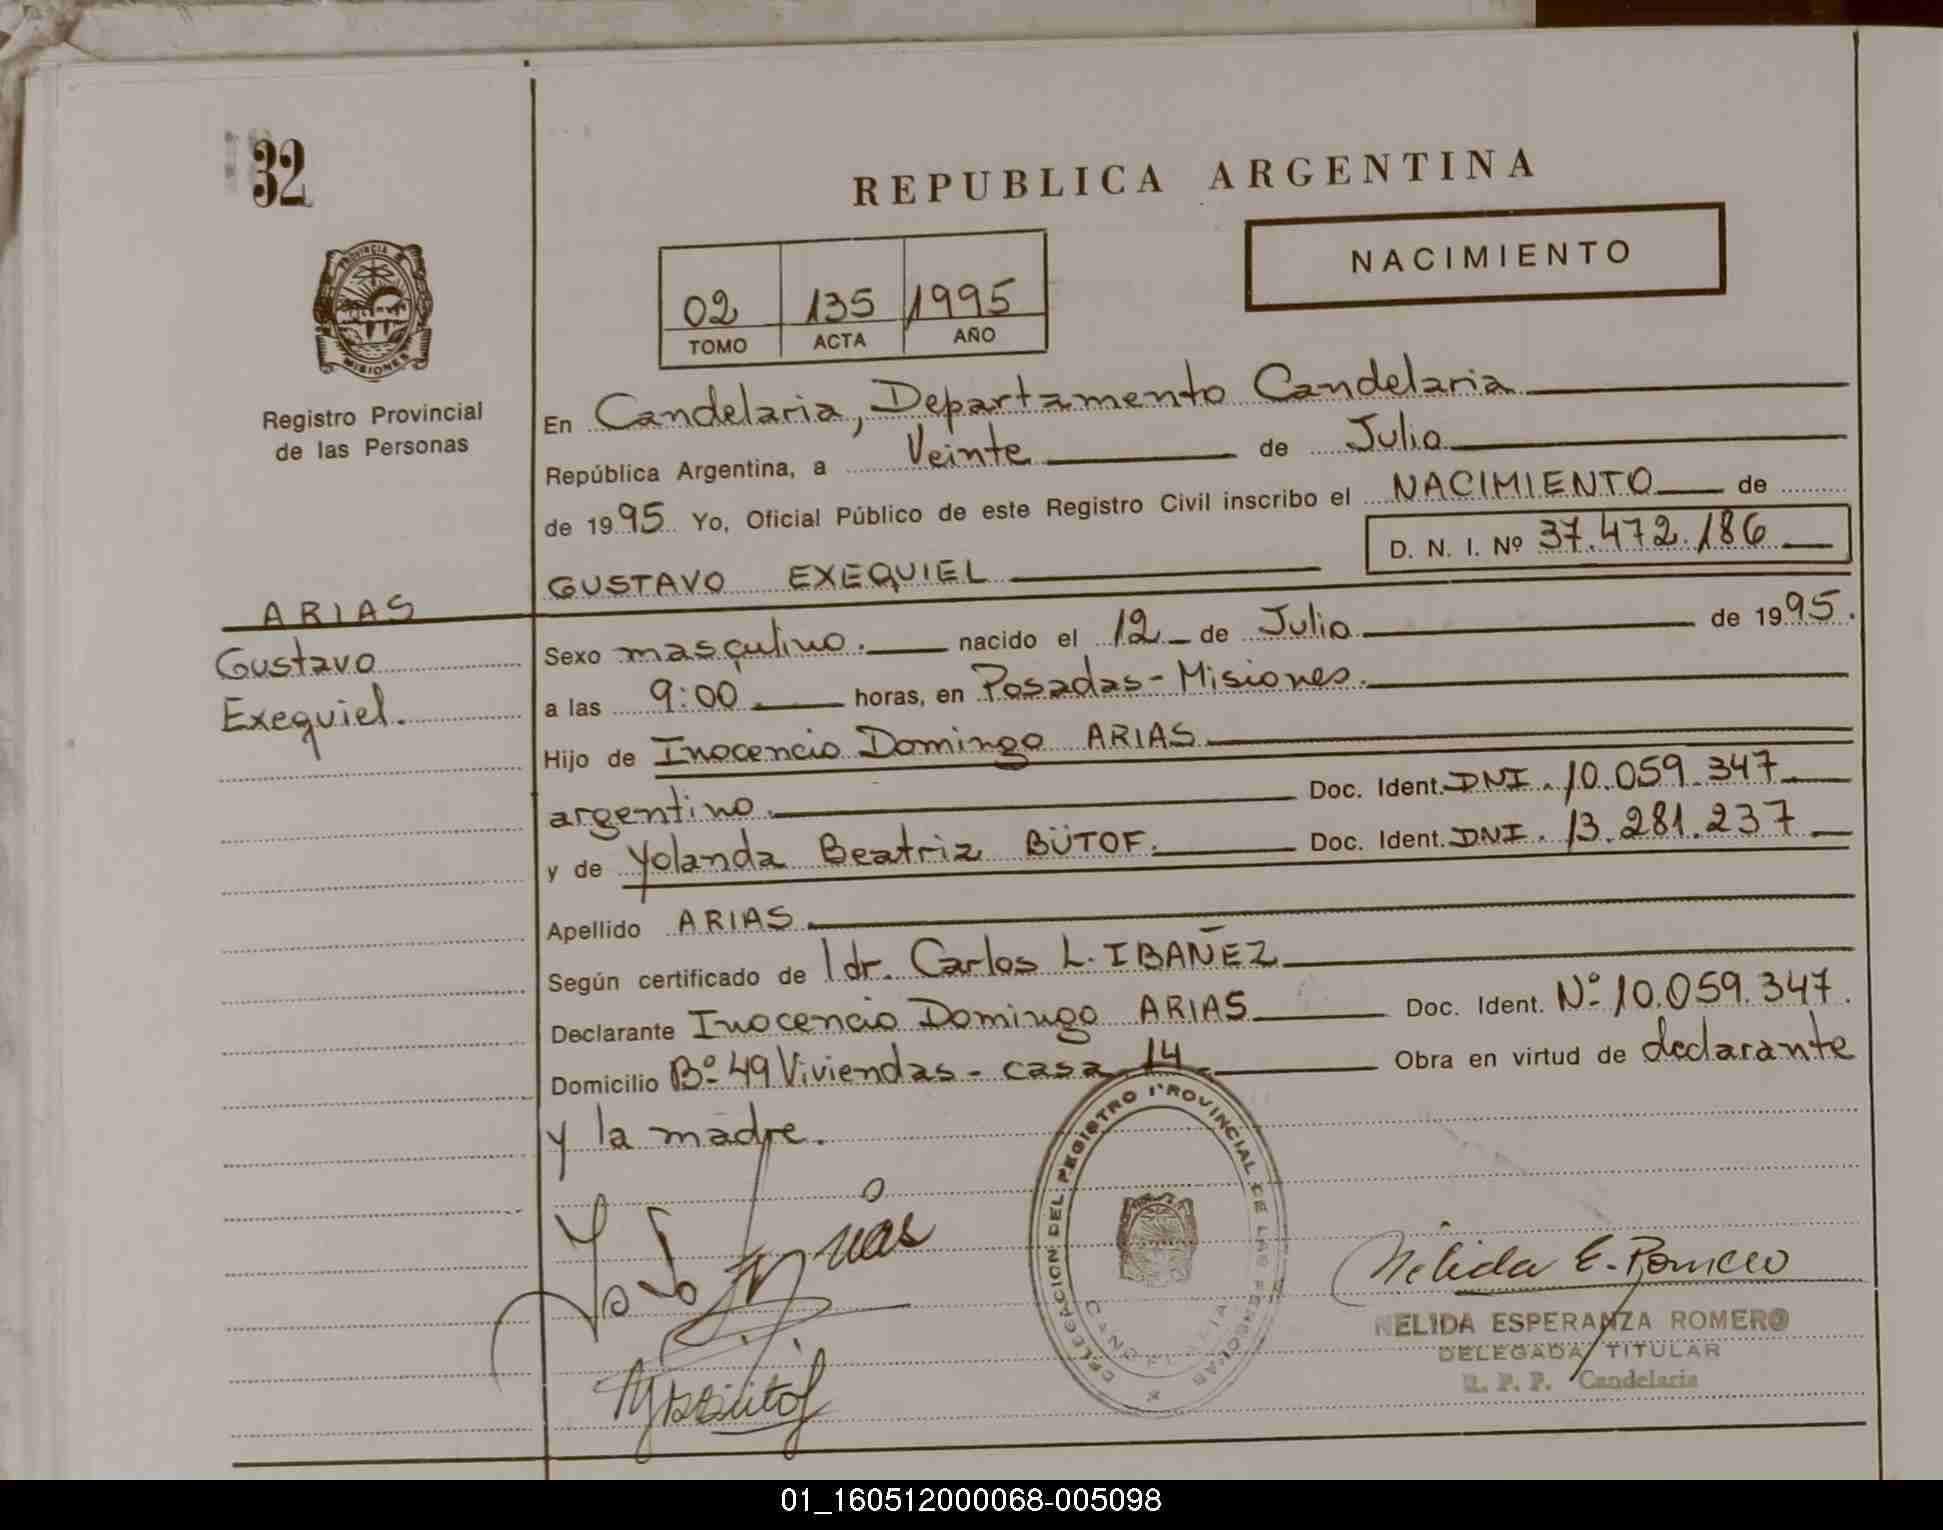 32
REPUBLICA ARGENTINA
NACIMIENTO
PROVINCIA
MISIONES
Registro Provincial
de las Personas
02 135 1995
TOMO ACTA AÑO
En Candelaria, Departamento Candelaria
República Argentina, a Veinte de Julio
de 1995 Yo, Oficial Público de este Registro Civil inscribo el NACIMIENTO de
D. N. I. Nº 37.472.186
GUSTAVO EXEQUIEL
ARIAS
Gustavo
Exequiel.
Sexo masculino. nacido el 12 de Julio de 1995.
a las 9:00 horas, en Posadas - Misiones.
Hijo de Inocencio Domingo ARIAS
argentino. Doc. Ident. DNI. 10.059.347
y de Yolanda Beatriz BÜTOF. Doc. Ident. DNI. 13.281.237
Apellido ARIAS
Según certificado de dr. Carlos L. IBAÑEZ
Declarante Inocencio Domingo ARIAS Doc. Ident. Nº 10.059.347.
Domicilio Bº 49 Viviendas - casa 14. Obra en virtud de declarante
y la madre.
DELEGACION DEL REGISTRO PROVINCIAL DE LAS PERSONAS
CANDELARIA
Nelida E. Romero
NELIDA ESPERANZA ROMERO
DELEGADA TITULAR
R. P. P. Candelaria
01_160512000068-005098